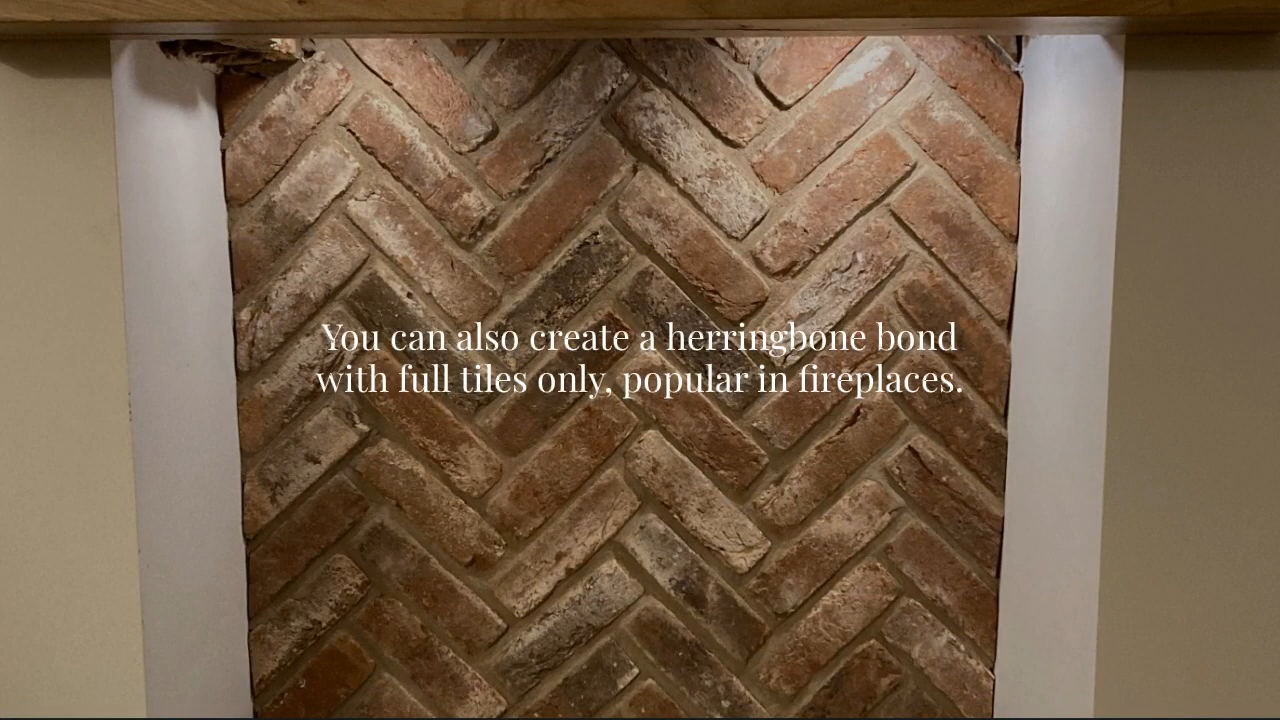 You can also create a herringbone bond
with full tiles only, popular in fireplaces.